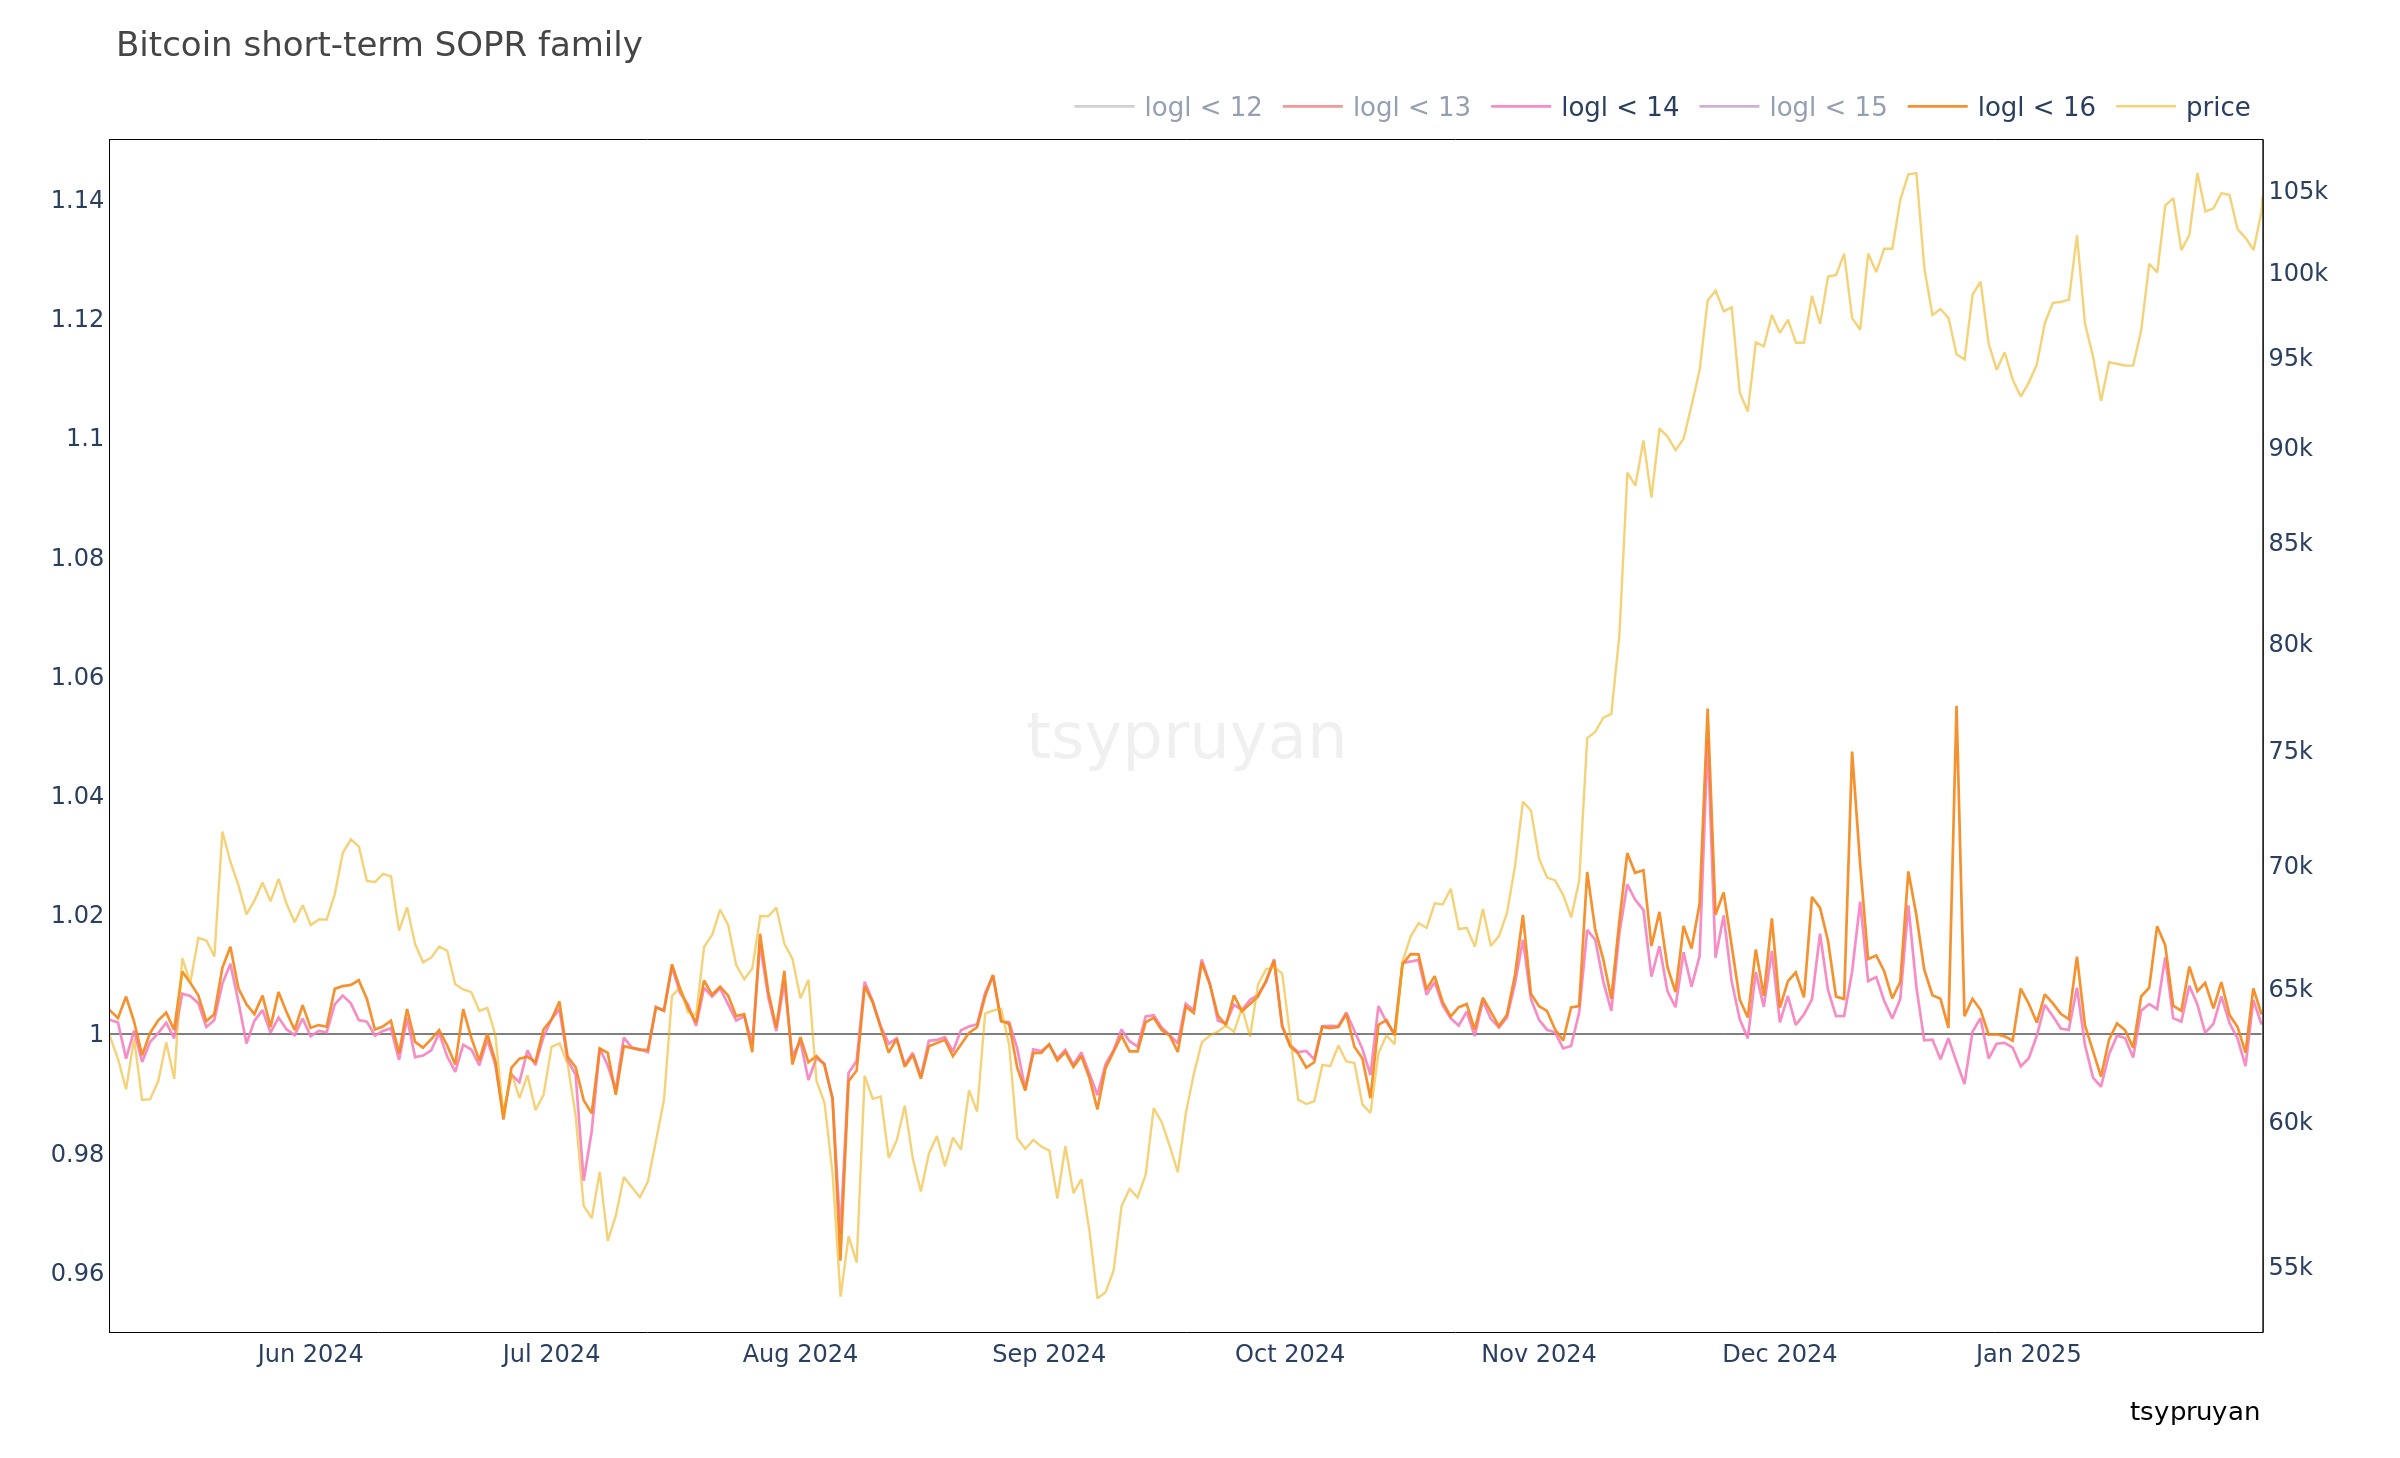 Bitcoin short-term SOPR family
logl < 12 logl < 13 logl < 14 logl < 15 logl < 16 price
1.14
1.12
1.1
1.08
1.06
1.04
1.02
1
0.98
0.96
105k
100k
95k
90k
85k
80k
75k
70k
65k
60k
55k
tsypruyan
Jun 2024 Jul 2024 Aug 2024 Sep 2024 Oct 2024 Nov 2024 Dec 2024 Jan 2025
tsypruyan